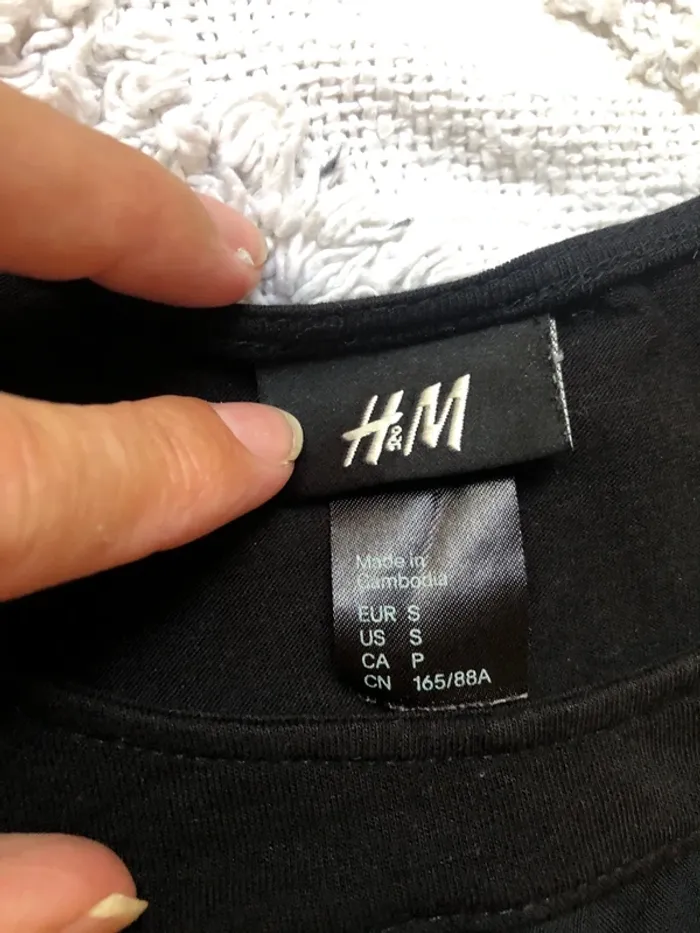 H&M
Made in
Cambodia
EUR S
US S
CA P
CN 165/88A